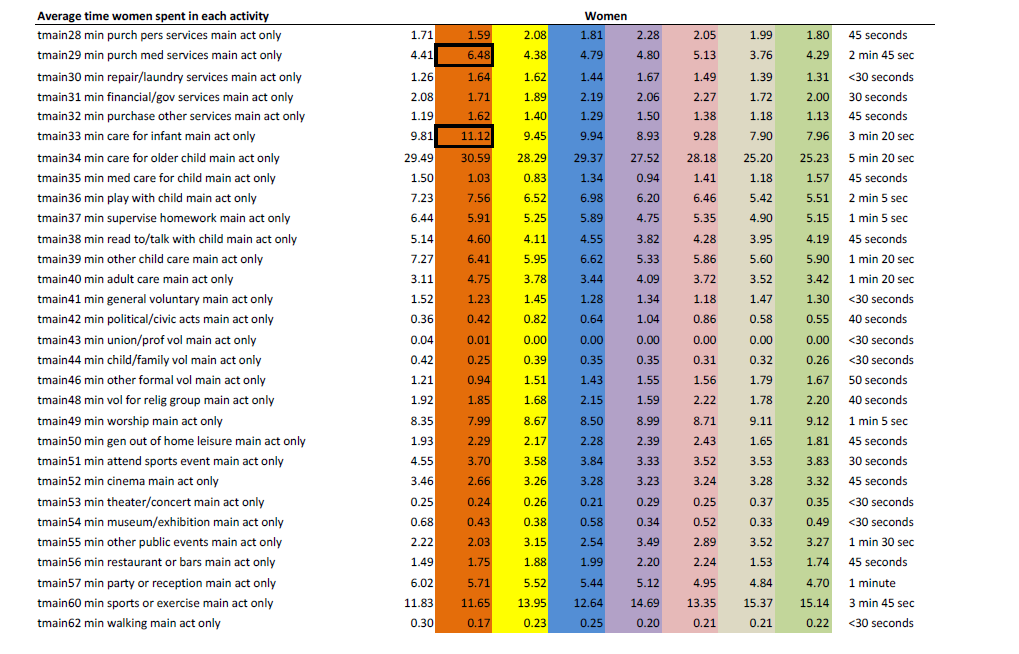 Average time women spent in each activity Women
tmain28 min purch pers services main act only 1.71 1.59 2.08 1.81 2.28 2.05 1.99 1.80 45 seconds
tmain29 min purch med services main act only 4.41 6.48 4.38 4.79 4.80 5.13 3.76 4.29 2 min 45 sec
tmain30 min repair/laundry services main act only 1.26 1.64 1.62 1.44 1.67 1.49 1.39 1.31 <30 seconds
tmain31 min financial/gov services main act only 2.08 1.71 1.89 2.19 2.06 2.27 1.72 2.00 30 seconds
tmain32 min purchase other services main act only 1.19 1.62 1.40 1.29 1.50 1.38 1.18 1.13 45 seconds
tmain33 min care for infant main act only 9.81 11.12 9.45 9.94 8.93 9.28 7.90 7.96 3 min 20 sec
tmain34 min care for older child main act only 29.49 30.59 28.29 29.37 27.52 28.18 25.20 25.23 5 min 20 sec
tmain35 min med care for child main act only 1.50 1.03 0.83 1.34 0.94 1.41 1.18 1.57 45 seconds
tmain36 min play with child main act only 7.23 7.56 6.52 6.98 6.20 6.46 5.42 5.51 2 min 5 sec
tmain37 min supervise homework main act only 6.44 5.91 5.25 5.89 4.75 5.35 4.90 5.15 1 min 5 sec
tmain38 min read to/talk with child main act only 5.14 4.60 4.11 4.55 3.82 4.28 3.95 4.19 45 seconds
tmain39 min other child care main act only 7.27 6.41 5.95 6.62 5.33 5.86 5.60 5.90 1 min 20 sec
tmain40 min adult care main act only 3.11 4.75 3.78 3.44 4.09 3.72 3.52 3.42 1 min 20 sec
tmain41 min general voluntary main act only 1.52 1.23 1.45 1.28 1.34 1.18 1.47 1.30 <30 seconds
tmain42 min political/civic acts main act only 0.36 0.42 0.82 0.64 1.04 0.86 0.58 0.55 40 seconds
tmain43 min union/prof vol main act only 0.04 0.01 0.00 0.00 0.00 0.00 0.00 0.00 <30 seconds
tmain44 min child/family vol main act only 0.42 0.25 0.39 0.35 0.35 0.31 0.32 0.26 <30 seconds
tmain46 min other formal vol main act only 1.21 0.94 1.51 1.43 1.55 1.56 1.79 1.67 50 seconds
tmain48 min vol for relig group main act only 1.92 1.85 1.68 2.15 1.59 2.22 1.78 2.20 40 seconds
tmain49 min worship main act only 8.35 7.99 8.67 8.50 8.99 8.71 9.11 9.12 1 min 5 sec
tmain50 min gen out of home leisure main act only 1.93 2.29 2.17 2.28 2.39 2.43 1.65 1.81 45 seconds
tmain51 min attend sports event main act only 4.55 3.70 3.58 3.84 3.33 3.52 3.53 3.83 30 seconds
tmain52 min cinema main act only 3.46 2.66 3.26 3.28 3.23 3.24 3.28 3.32 45 seconds
tmain53 min theater/concert main act only 0.25 0.24 0.26 0.21 0.29 0.25 0.37 0.35 <30 seconds
tmain54 min museum/exhibition main act only 0.68 0.43 0.38 0.58 0.34 0.52 0.33 0.49 <30 seconds
tmain55 min other public events main act only 2.22 2.03 3.15 2.54 3.49 2.89 3.52 3.27 1 min 30 sec
tmain56 min restaurant or bars main act only 1.49 1.75 1.88 1.99 2.20 2.24 1.53 1.74 45 seconds
tmain57 min party or reception main act only 6.02 5.71 5.52 5.44 5.12 4.95 4.84 4.70 1 minute
tmain60 min sports or exercise main act only 11.83 11.65 13.95 12.64 14.69 13.35 15.37 15.14 3 min 45 sec
tmain62 min walking main act only 0.30 0.17 0.23 0.25 0.20 0.21 0.21 0.22 <30 seconds